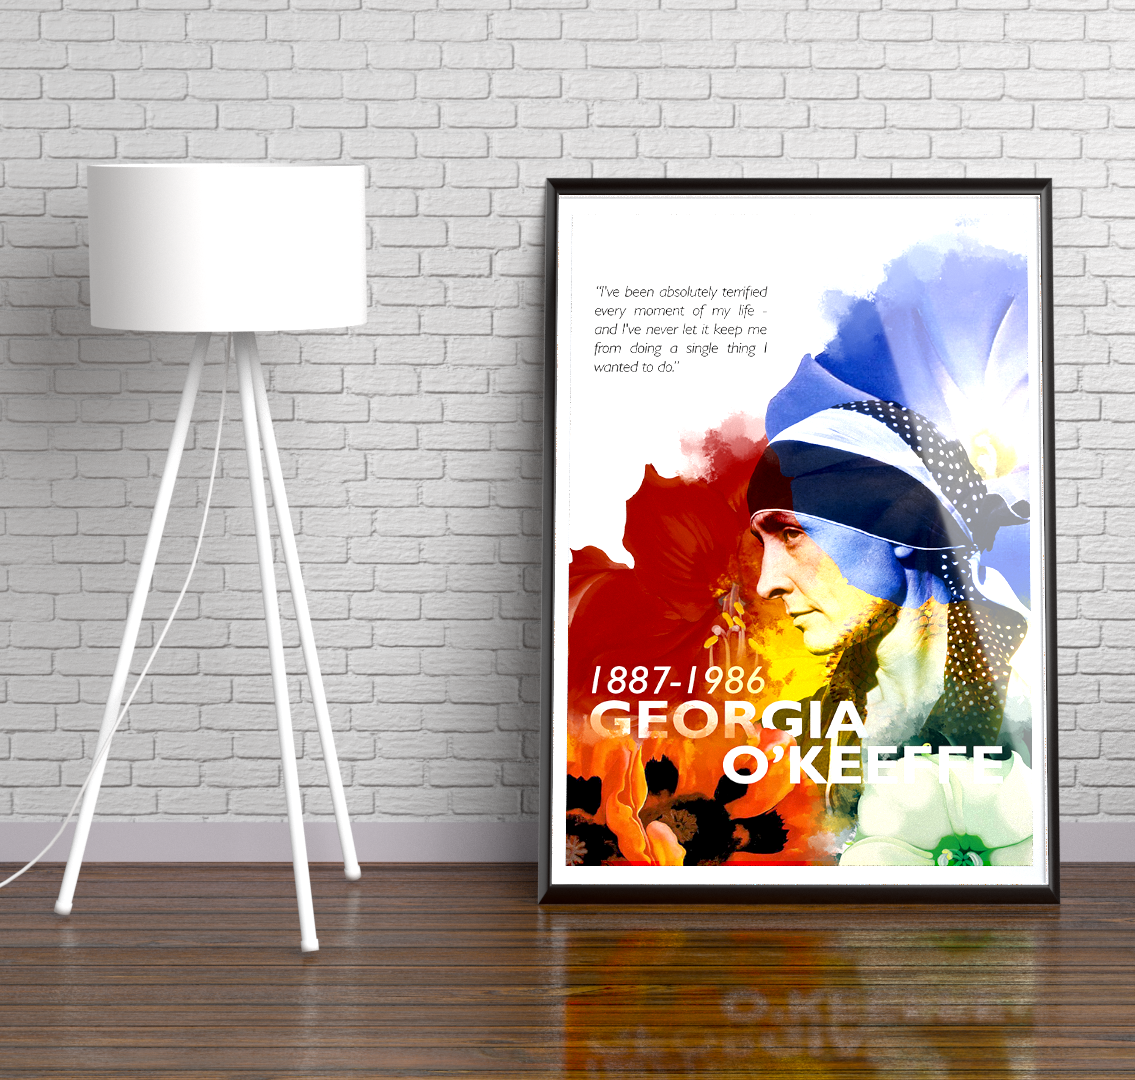 "I've been absolutely terrified
every moment of my life -
and I've never let it keep me
from doing a single thing I
wanted to do."
1887-1986
GEORGIA
O'KEEFFE